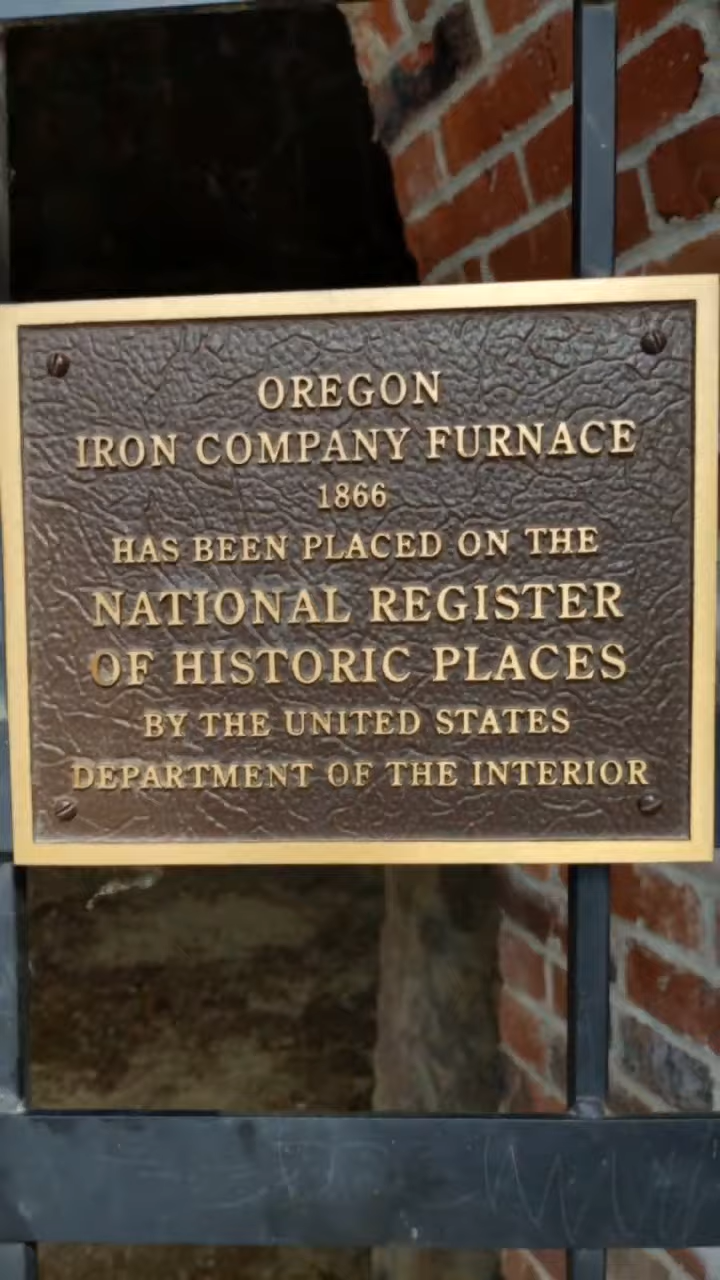 OREGON
IRON COMPANY FURNACE
1866
HAS BEEN PLACED ON THE
NATIONAL REGISTER
OF HISTORIC PLACES
BY THE UNITED STATES
DEPARTMENT OF THE INTERIOR